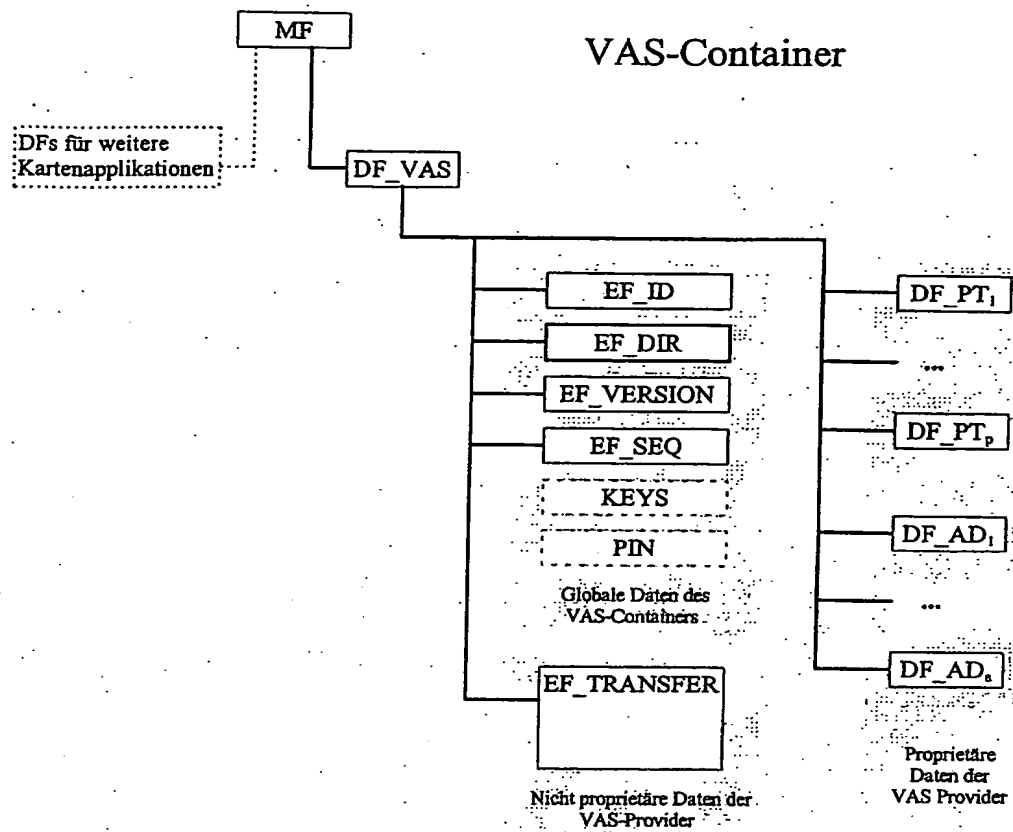 MF
VAS-Container
DFs für weitere
Kartenapplikationen
DF_VAS
EF_ID
EF_DIR
EF_VERSION
EF_SEQ
KEYS
PIN
Globale Daten des
VAS-Containers
EF_TRANSFER
Nicht proprietäre Daten der
VAS-Provider
DF_PT₁
...
DF_PTₚ
DF_AD₁
...
DF_ADₐ
Proprietäre
Daten der
VAS Provider